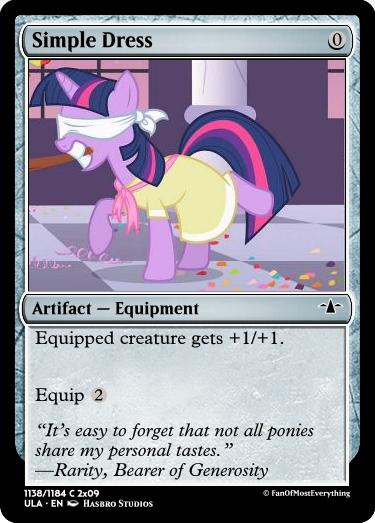 Simple Dress 0
Artifact — Equipment
Equipped creature gets +1/+1.
Equip 2
“It's easy to forget that not all ponies
share my personal tastes.”
—Rarity, Bearer of Generosity
1138/1184 C 2x09
ULA • EN Hasbro Studios
© FanOfMostEverything